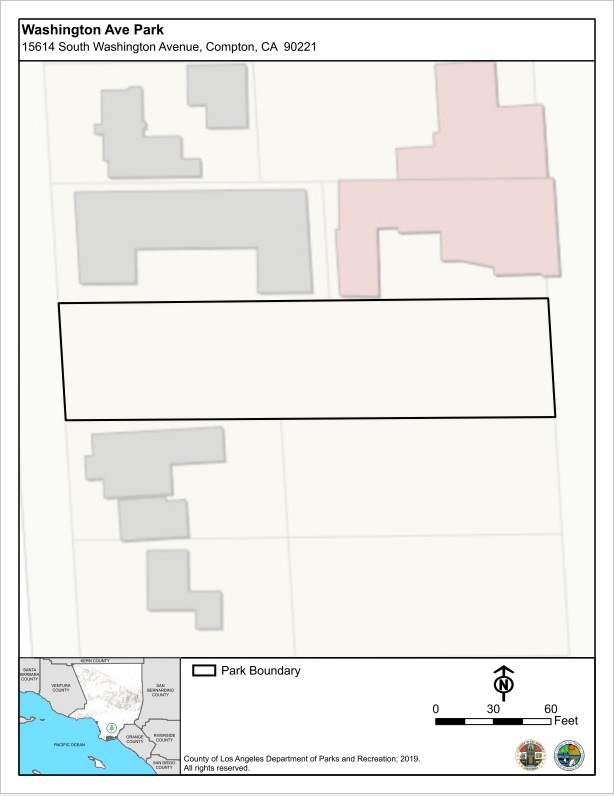 Washington Ave Park
15614 South Washington Avenue, Compton, CA  90221
KERN COUNTY
SANTA
BARBARA
COUNTY
VENTURA
COUNTY
SAN
BERNARDINO
COUNTY
ORANGE
COUNTY
RIVERSIDE
COUNTY
SAN DIEGO
COUNTY
PACIFIC OCEAN
Park Boundary
N
0 30 60
Feet
County of Los Angeles Department of Parks and Recreation; 2019.
All rights reserved.